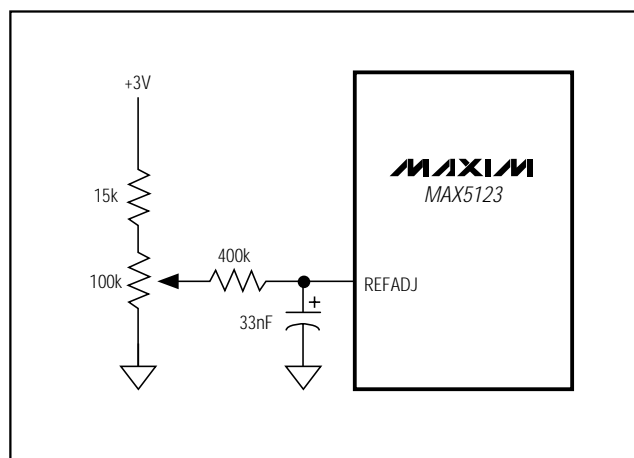 +3V
MAXIM
MAX5123
15k
400k
100k
REFADJ
+
33nF